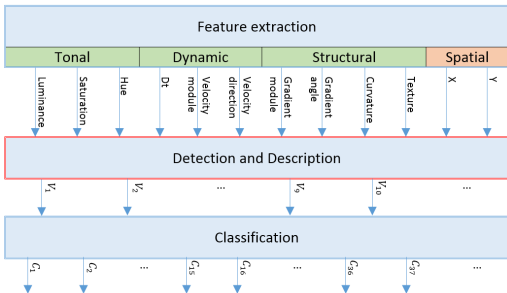 Feature extraction
Tonal Dynamic Structural Spatial
Luminance
Saturation
Hue
Dt
Velocity
module
Velocity
direction
Gradient
module
Gradient
angle
Curvature
Texture
X
Y
Detection and Description
V1 V2 ... V9 V10 ...
Classification
C1 C2 ... C15 C16 ... C36 C37 ...